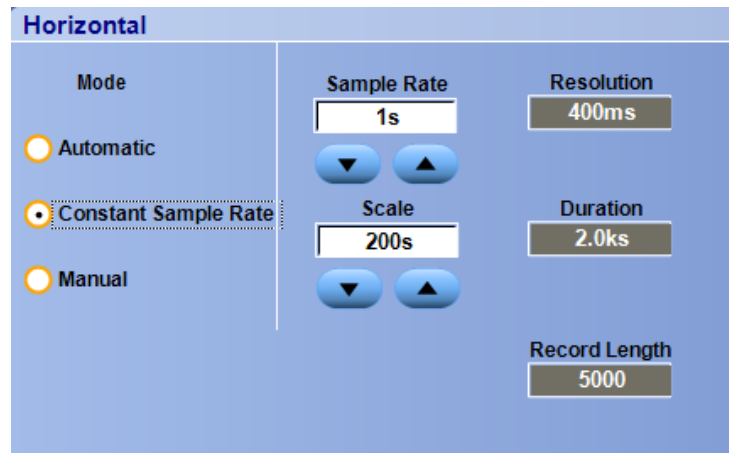 Horizontal
Mode
Automatic
Constant Sample Rate
Manual
Sample Rate
1s
Scale
200s
Resolution
400ms
Duration
2.0ks
Record Length
5000